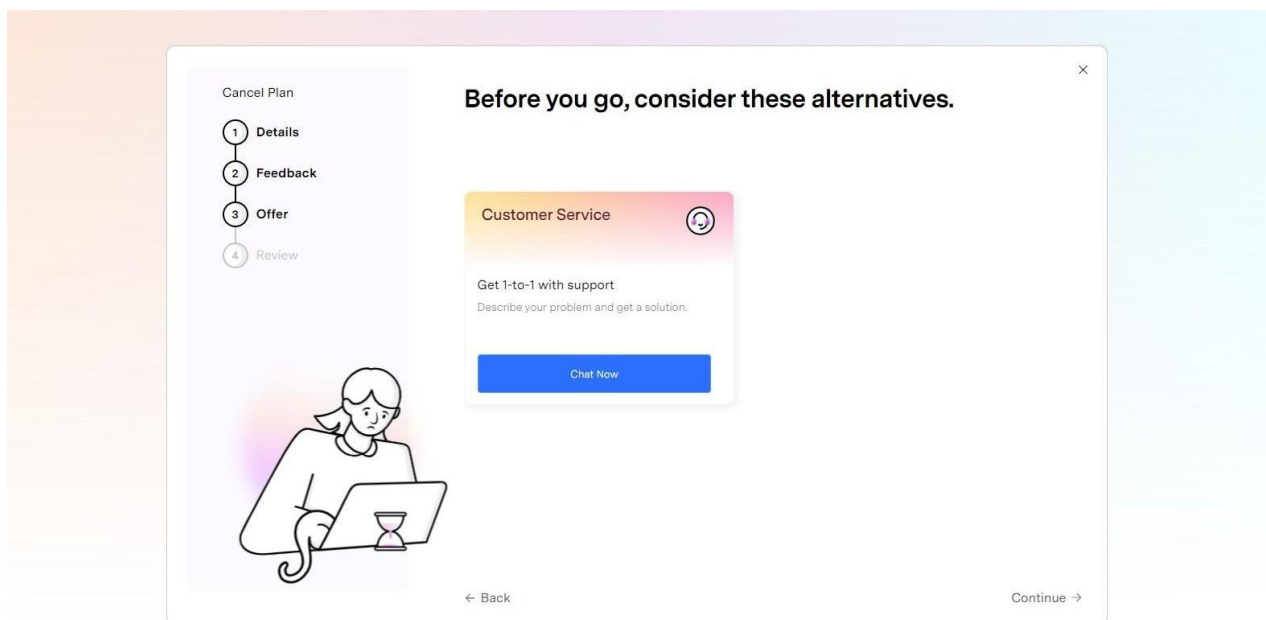 Cancel Plan
1 Details
2 Feedback
3 Offer
4 Review
Before you go, consider these alternatives.
Customer Service
Get 1-to-1 with support
Describe your problem and get a solution.
Chat Now
← Back
Continue →